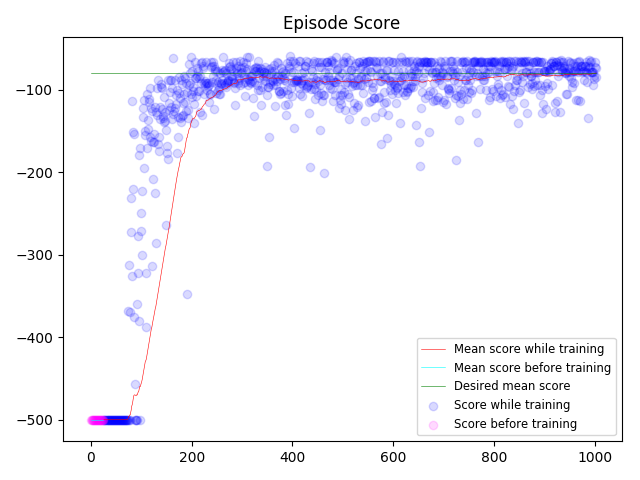 Episode Score
−100
−200
−300
−400
−500
0
200
400
600
800
1000
Mean score while training
Mean score before training
Desired mean score
Score while training
Score before training